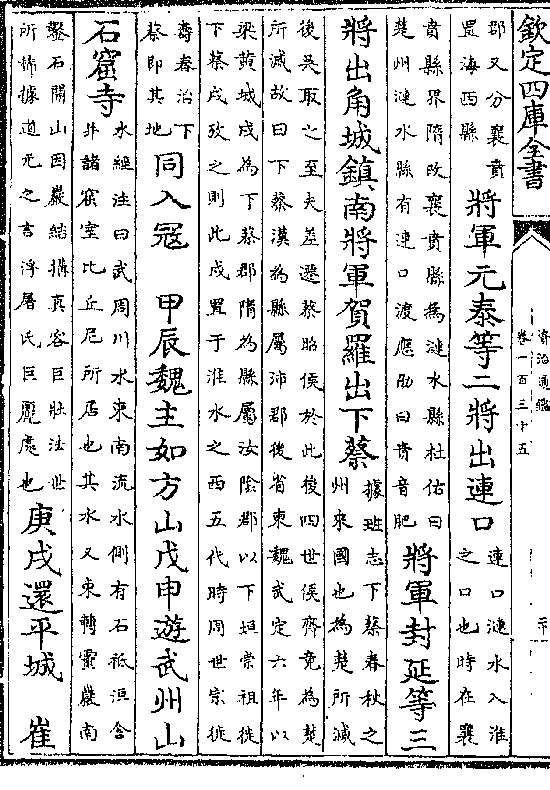 欽定四庫全書
資治通鑑
卷一百三十五
二十
郡又分襄賁
置海西縣
將軍元泰等二將出連口
連口漣水入淮
之口也時在襄
賁縣界隋改襄賁縣為漣水縣杜佑曰
楚州漣水縣有連口渡應劭曰賁音肥
將軍封延等三
將出角城鎮南將軍賀羅出下蔡
據班志下蔡春秋之
州來國也為楚所滅
後吳取之至夫差遷蔡昭侯於此後四世侯齊竟為楚
所滅故曰下蔡漢為縣屬沛郡後省東魏武定六年以
梁黃城戍為下蔡郡隋為縣屬汝陰郡以下垣崇祖徙
下蔡戍攷之則此戍置于淮水之西五代時周世宗徙
壽春治下
蔡即其地
同入寇 甲辰魏主如方山戊申遊武州山
石窟寺
水經注曰武周川水東南流水側有石祗洹舍
并諸窟室比丘尼所居也其水又東轉靈巖南
鑿石開山因巖結構真容巨壯法世
所締據道元之言浮屠氏巨麗處也
庚戌還平城 崔